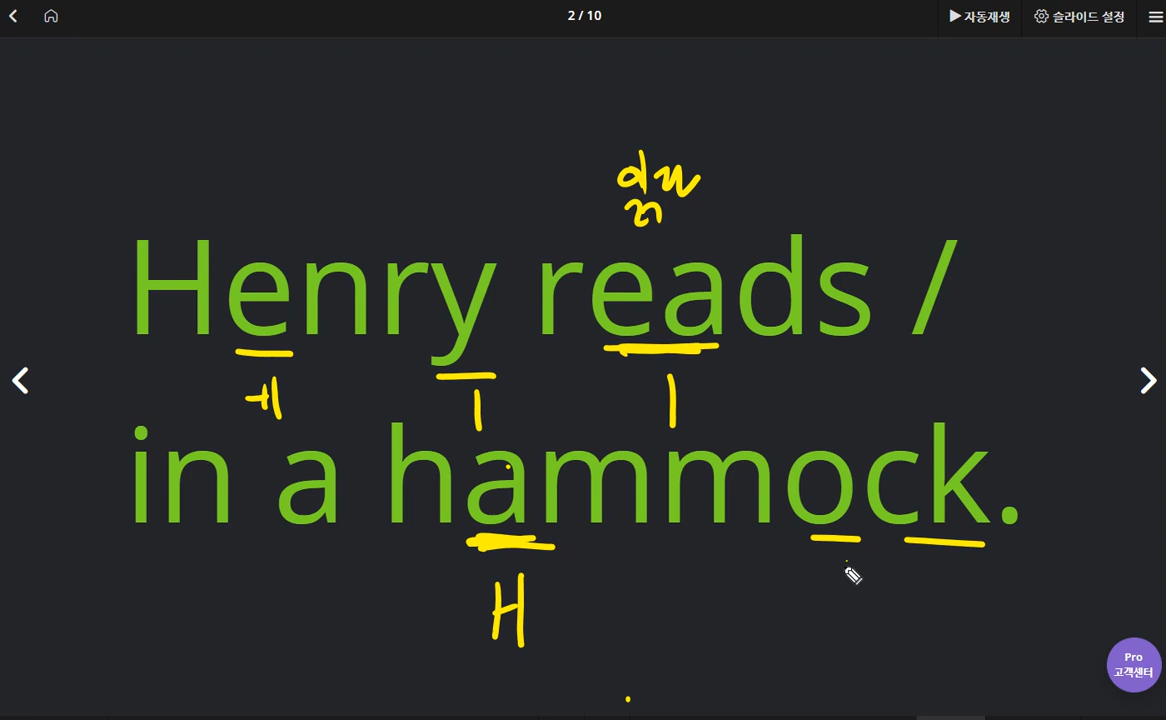 2 / 10
자동재생
슬라이드 설정
Henry reads /
ㅔ
ㅣ
ㅣ
in a hammock.
ㅐ
Pro
고객센터